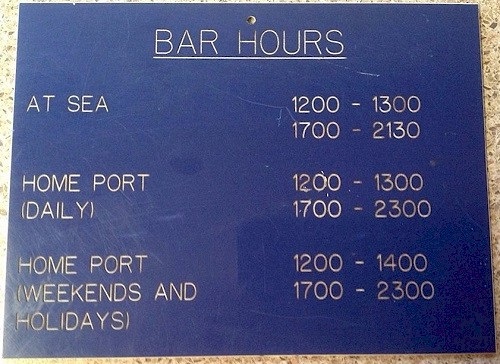 BAR HOURS
AT SEA 1200 - 1300
1700 - 2130
HOME PORT 1200 - 1300
(DAILY) 1700 - 2300
HOME PORT 1200 - 1400
(WEEKENDS AND 1700 - 2300
HOLIDAYS)